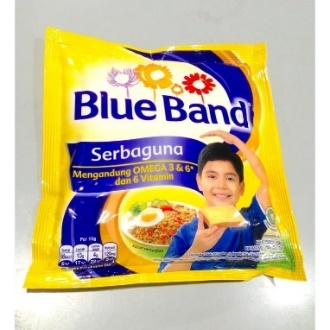 Blue Band
Serbaguna
Mengandung OMEGA 3 & 6*
dan 6 Vitamin
Per 15g